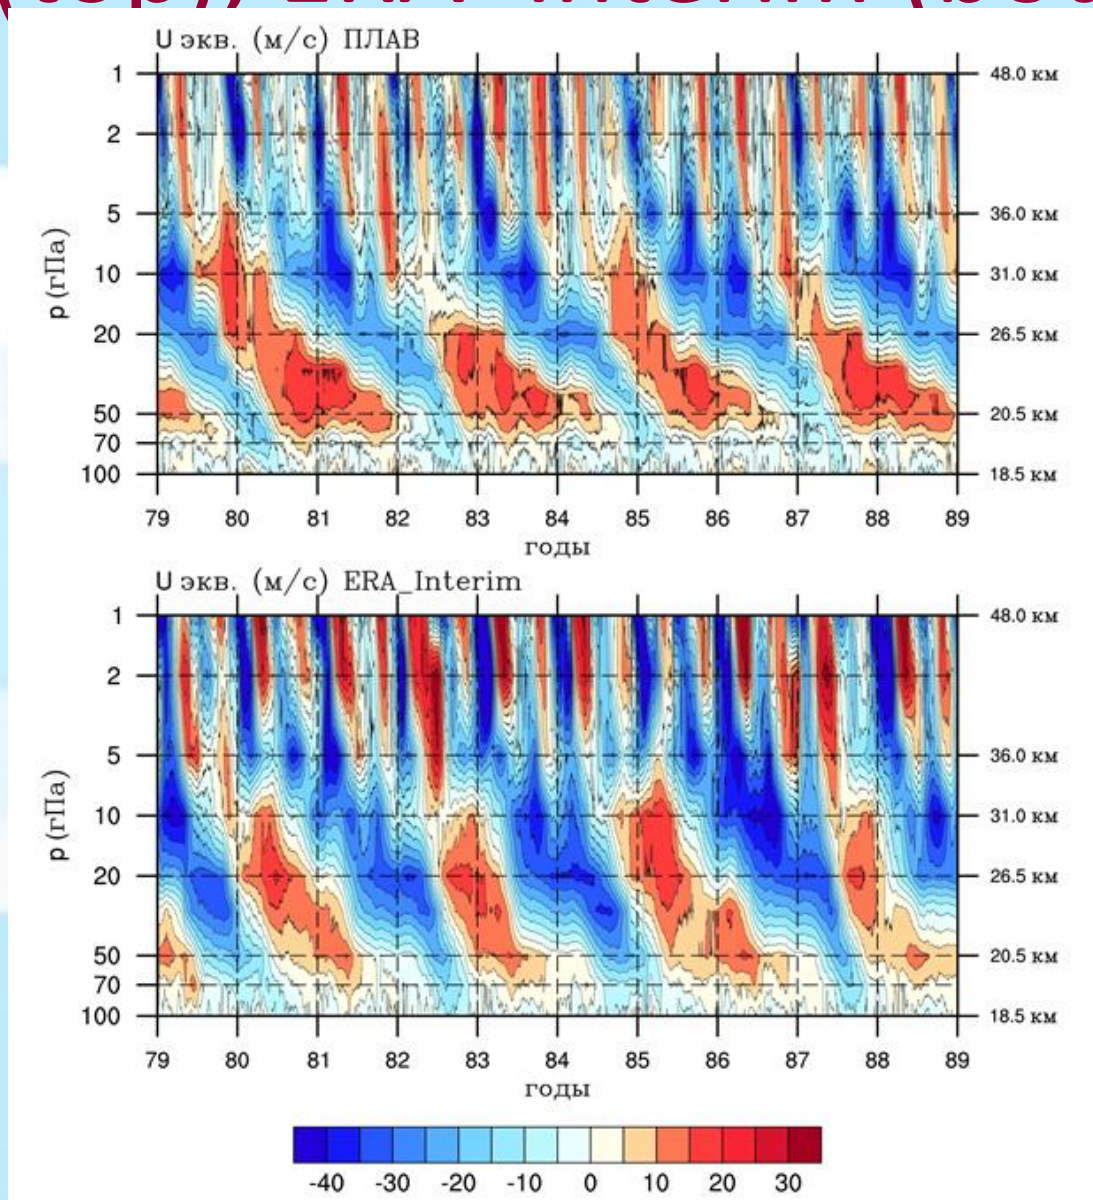 (top), ERA-Interim (bot
U экв. (м/с) ПЛАВ
1 48.0 км
2
5 36.0 км
10 31.0 км
20 26.5 км
50 20.5 км
70
100 18.5 км
р (гПа)
79 80 81 82 83 84 85 86 87 88 89
годы
U экв. (м/с) ERA_Interim
1 48.0 км
2
5 36.0 км
10 31.0 км
20 26.5 км
50 20.5 км
70
100 18.5 км
р (гПа)
79 80 81 82 83 84 85 86 87 88 89
годы
-40 -30 -20 -10 0 10 20 30